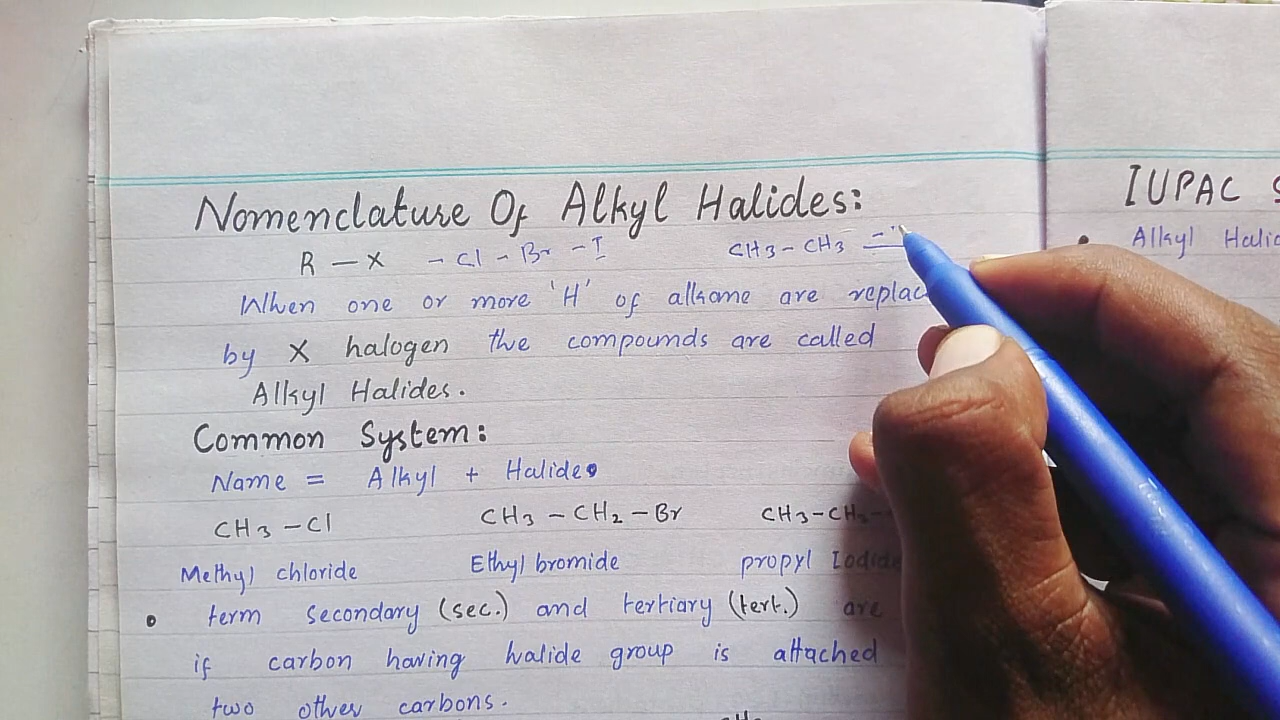 Nomenclature Of Alkyl Halides:
R — X - Cl - Br - I CH3 - CH3
When one or more 'H' of alkane are replac
by X halogen the compounds are called
Alkyl Halides.
Common System:
Name = Alkyl + Halide
CH3 - Cl CH3 - CH2 - Br CH3 - CH2 -
Methyl chloride Ethyl bromide propyl Iodide
• term secondary (sec.) and tertiary (tert.) are
if carbon having halide group is attached
two other carbons.
IUPAC S
• Alkyl Halid